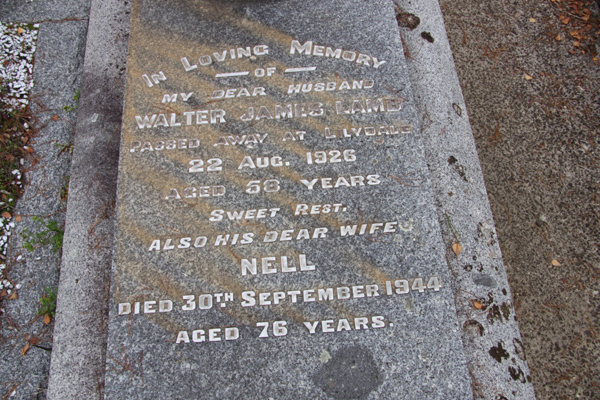 In Loving Memory
OF
MY DEAR HUSBAND
WALTER JAMES LAMB
PASSED AWAY AT LILYDALE
22 AUG. 1926
AGED 58 YEARS
SWEET REST.
ALSO HIS DEAR WIFE
NELL
DIED 30TH SEPTEMBER 1944
AGED 76 YEARS.